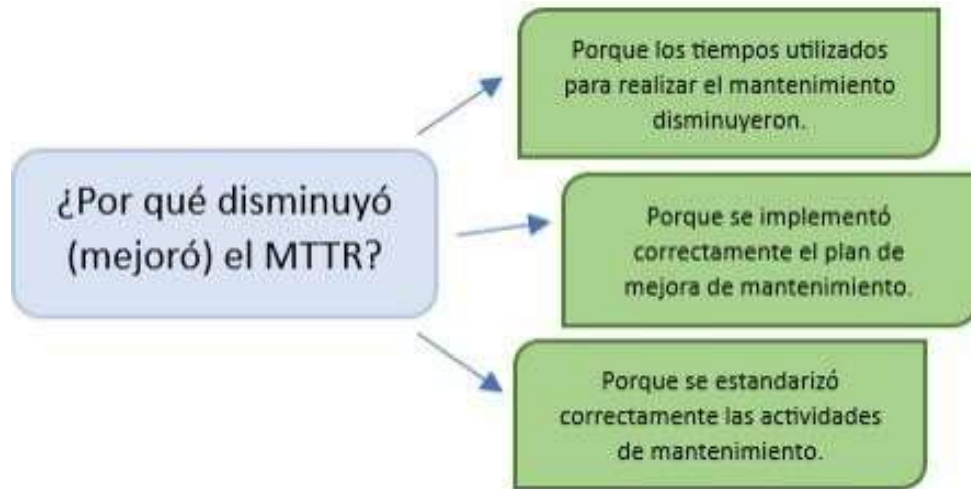 ¿Por qué disminuyó
(mejoró) el MTTR?
Porque los tiempos utilizados
para realizar el mantenimiento
disminuyeron.
Porque se implementó
correctamente el plan de
mejora de mantenimiento.
Porque se estandarizó
correctamente las actividades
de mantenimiento.